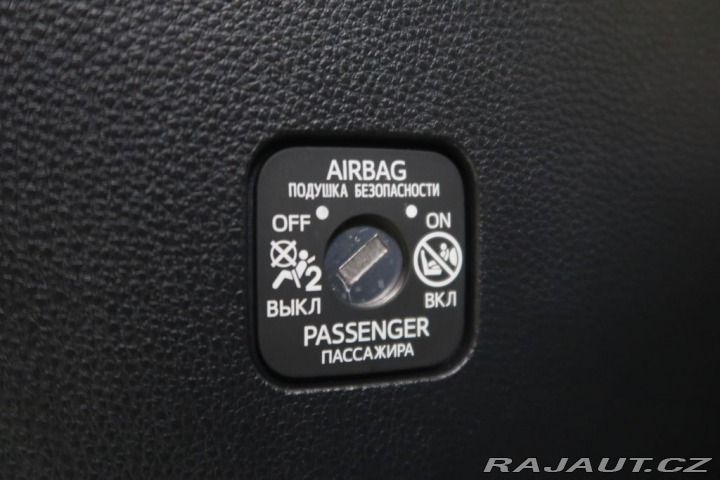 AIRBAG
ПОДУШКА БЕЗОПАСНОСТИ
OFF ON
2
ВЫКЛ ВКЛ
PASSENGER
ПАССАЖИРА
RAJAUT.CZ